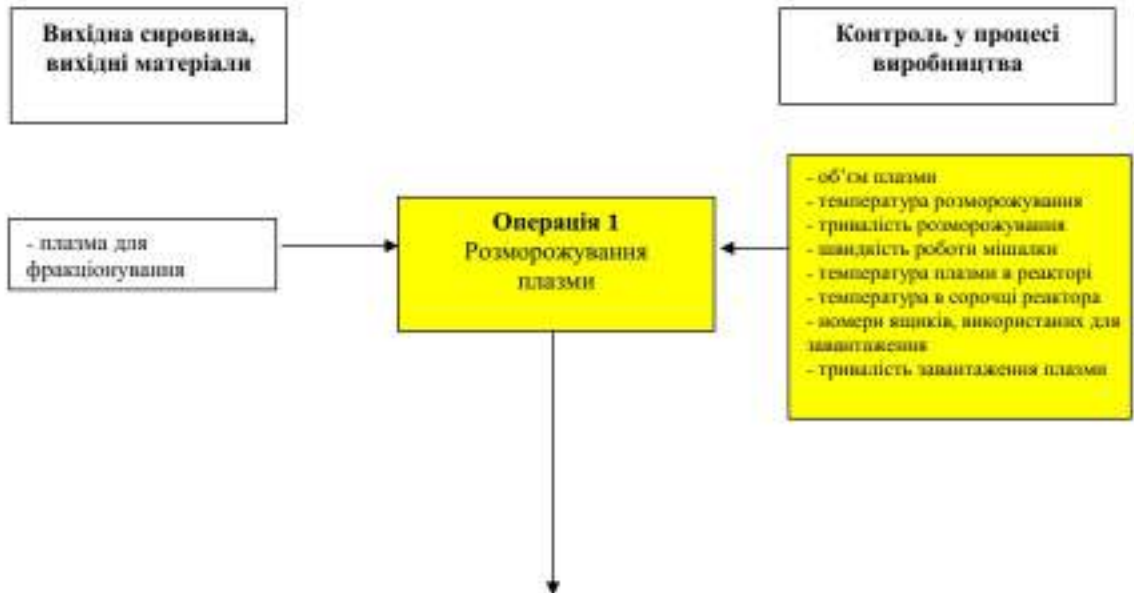 Вихідна сировина,
вихідні матеріали
Контроль у процесі
виробництва
- плазма для
фракціонування
Операція 1
Розморожування
плазми
- об’єм плазми
- температура розморожування
- тривалість розморожування
- швидкість роботи мішалки
- температура плазми в реакторі
- температура в сорочці реактора
- номери ящиків, використаних для
завантаження
- тривалість завантаження плазми